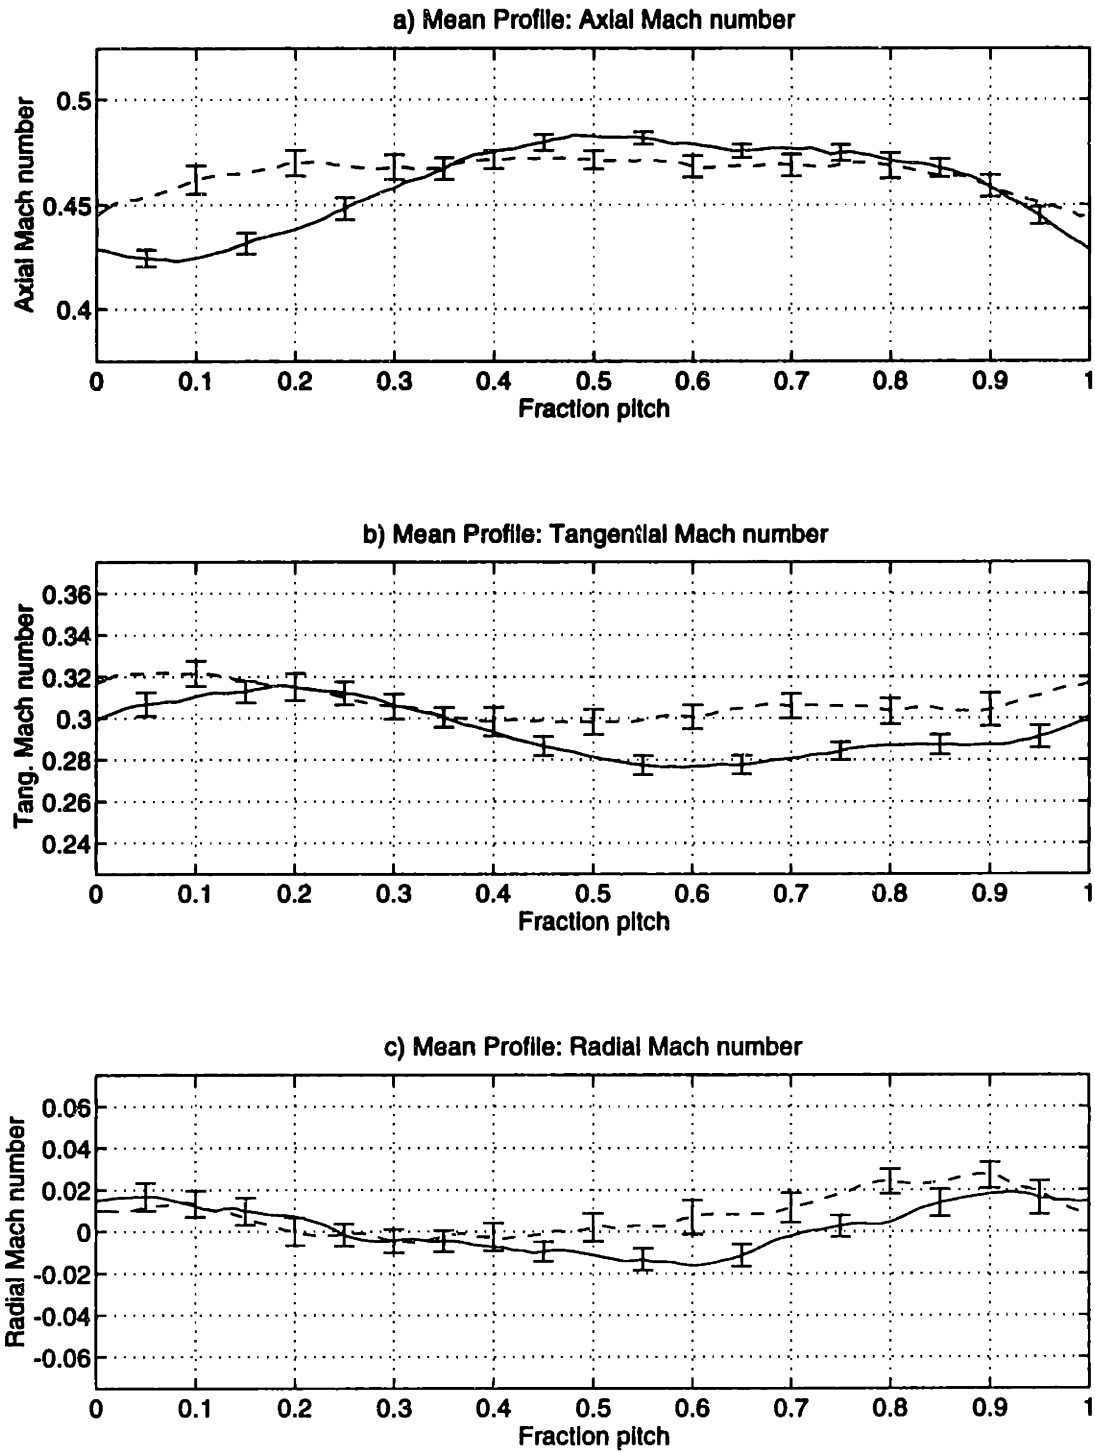 a) Mean Profile: Axial Mach number
Axial Mach number
0.5
0.45
0.4
0 0.1 0.2 0.3 0.4 0.5 0.6 0.7 0.8 0.9 1
Fraction pitch
b) Mean Profile: Tangential Mach number
Tang. Mach number
0.36
0.34
0.32
0.3
0.28
0.26
0.24
0 0.1 0.2 0.3 0.4 0.5 0.6 0.7 0.8 0.9 1
Fraction pitch
c) Mean Profile: Radial Mach number
Radial Mach number
0.06
0.04
0.02
0
-0.02
-0.04
-0.06
0 0.1 0.2 0.3 0.4 0.5 0.6 0.7 0.8 0.9 1
Fraction pitch